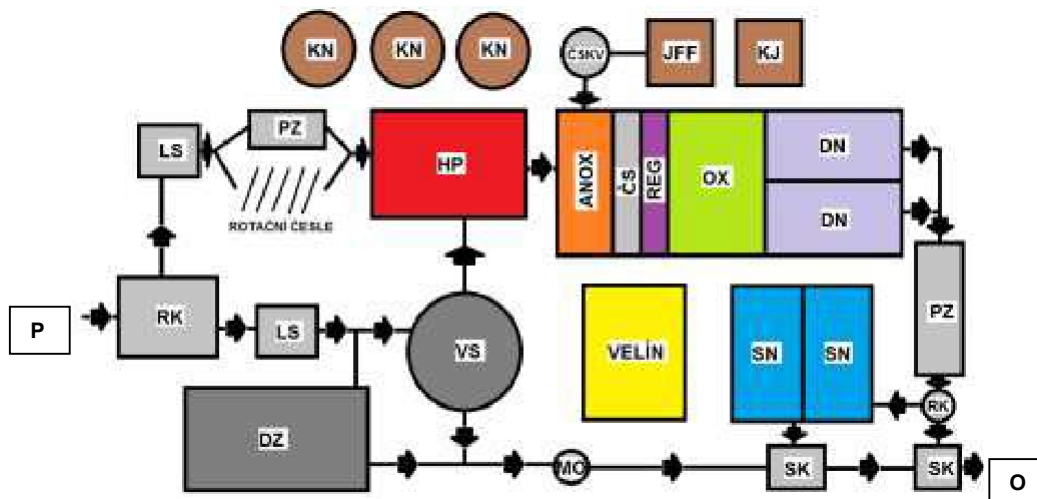 KN
KN
KN
ČSKV
JFF
KJ
LS
PZ
ROTAČNÍ ČESLE
HP
ANOX
ČS
REG
OX
DN
DN
P
RK
LS
VS
VELÍN
SN
SN
PZ
RK
DZ
MO
SK
SK
O